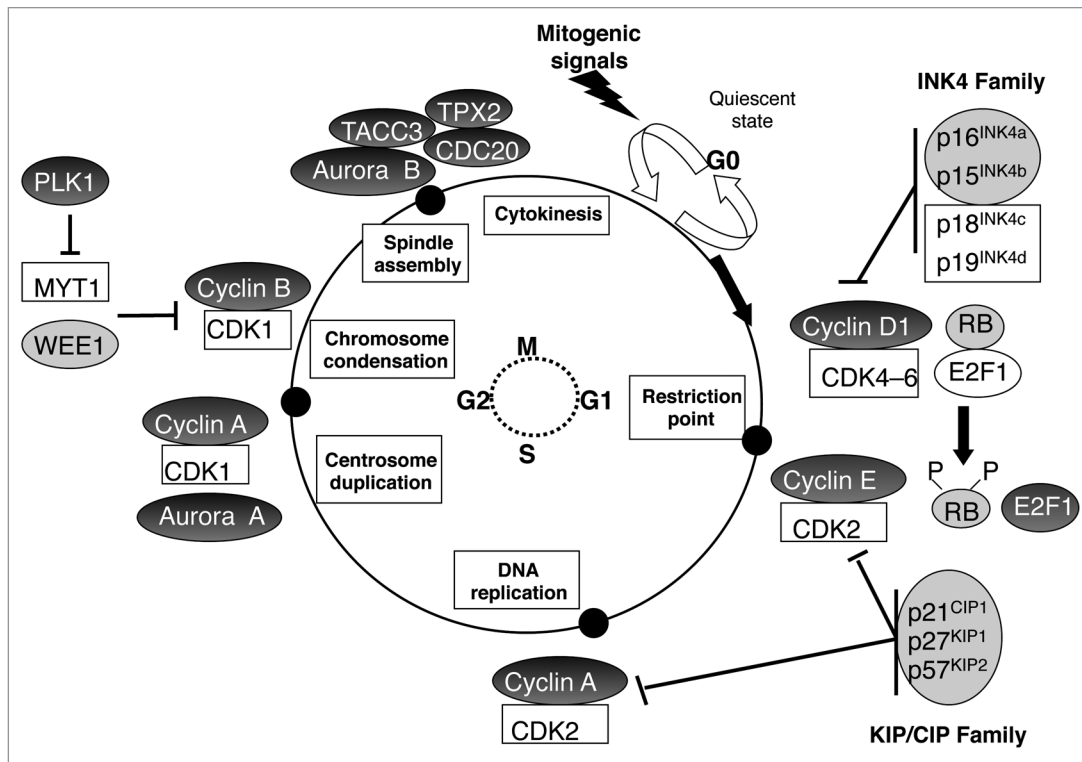 Mitogenic
signals
Quiescent
state
G0
INK4 Family
p16INK4a
p15INK4b
p18INK4c
p19INK4d
TPX2
TACC3
CDC20
Aurora B
PLK1
MYT1
WEE1
Cyclin B
CDK1
Cytokinesis
Spindle
assembly
Chromosome
condensation
Centrosome
duplication
DNA
replication
Restriction
point
M
G2
G1
S
Cyclin D1
CDK4–6
RB
E2F1
Cyclin A
CDK1
Aurora A
Cyclin E
CDK2
P
P
RB
E2F1
p21CIP1
p27KIP1
p57KIP2
KIP/CIP Family
Cyclin A
CDK2